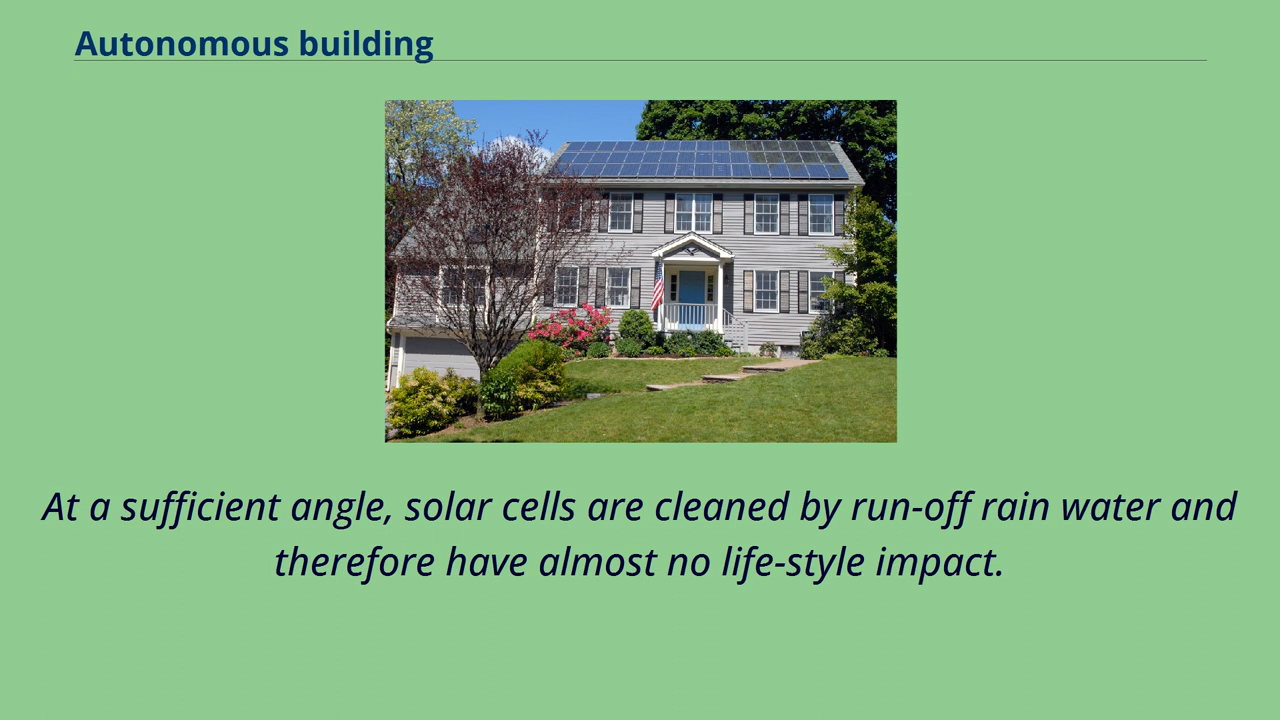 Autonomous building
At a sufficient angle, solar cells are cleaned by run-off rain water and
therefore have almost no life-style impact.